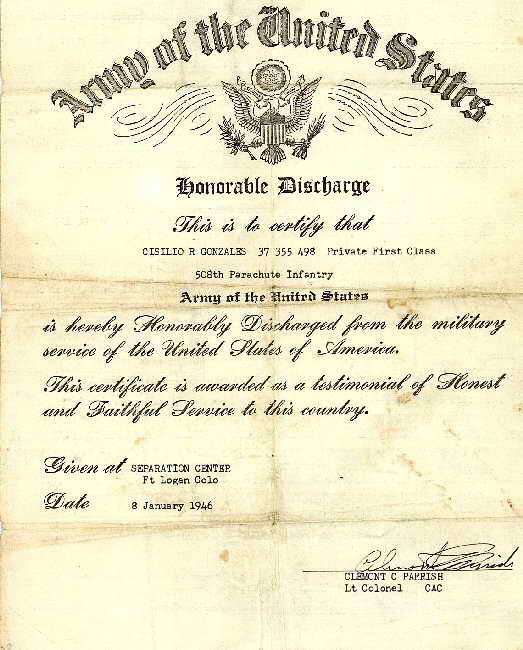 Army of the United States
Honorable Discharge
This is to certify that
CISILIO R GONZALES 37 355 498 Private First Class
508th Parachute Infantry
Army of the United States
is hereby Honorably Discharged from the military
service of the United States of America.
This certificate is awarded as a testimonial of Honest
and Faithful Service to this country.
Given at SEPARATION CENTER
Ft Logan Colo
Date 8 January 1946
Clemont C Parrish
CLEMONT C PARRISH
Lt Colonel CAC